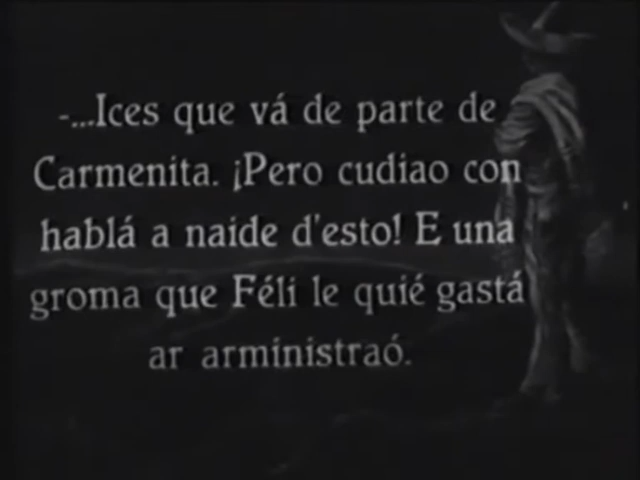 -...Ices que vá de parte de
Carmenita. ¡Pero cudiao con
hablá a naide d'esto! E una
groma que Féli le quié gastá
ar arministraó.